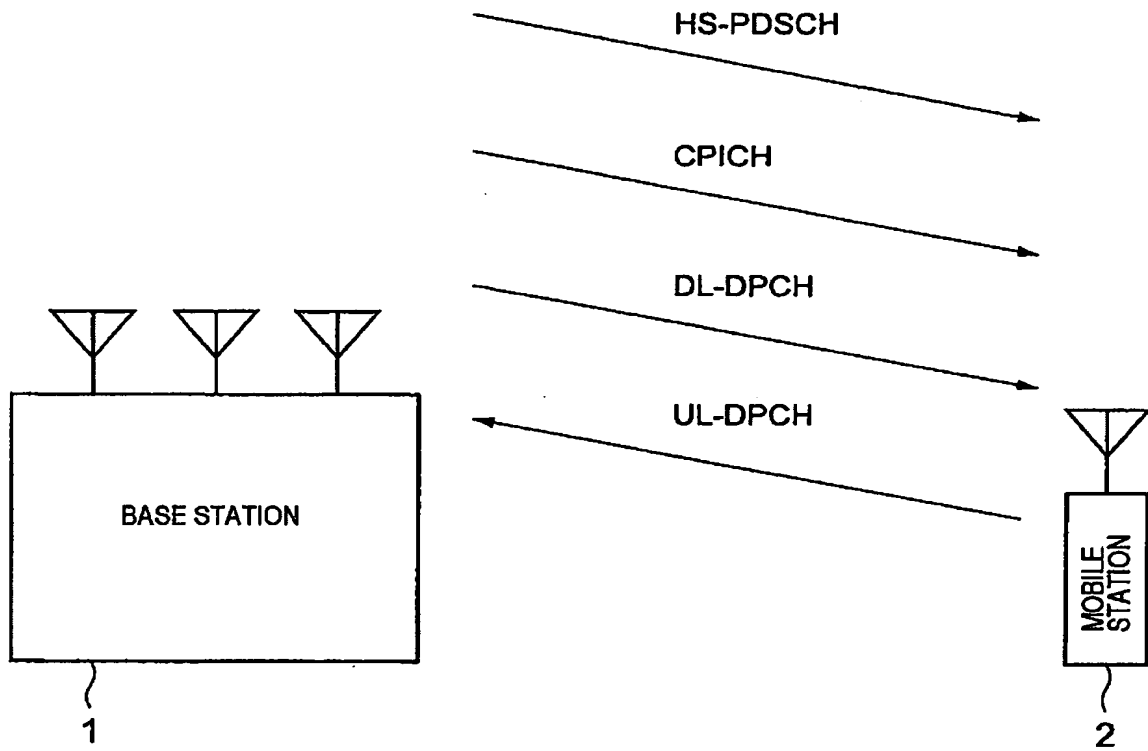 HS-PDSCH
CPICH
DL-DPCH
UL-DPCH
BASE STATION
MOBILE
STATION
1
2